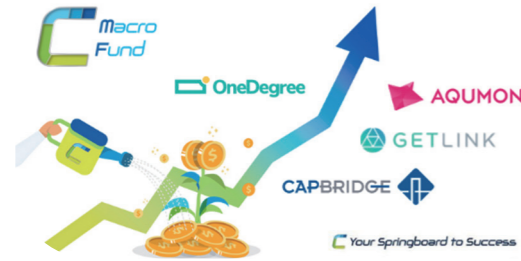 Macro
Fund
OneDegree
AQUMON
GETLINK
CAPBRIDGE
Your Springboard to Success